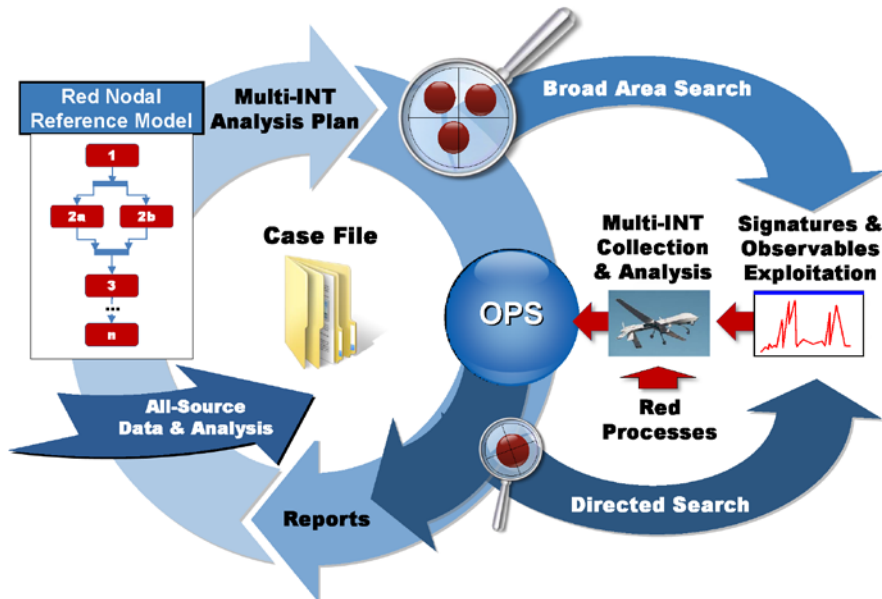 Red Nodal
Reference Model
1
2a
2b
3
...
n
Multi-INT
Analysis Plan
Broad Area Search
Case File
OPS
Multi-INT
Collection
& Analysis
Signatures &
Observables
Exploitation
Red
Processes
All-Source
Data & Analysis
Reports
Directed Search